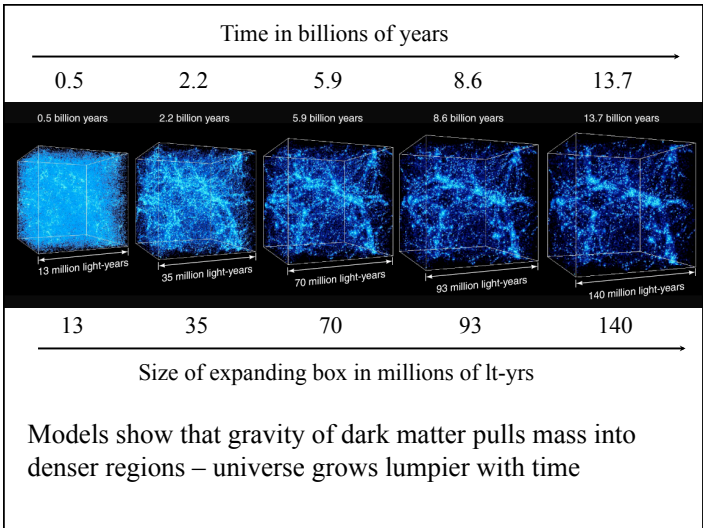 Time in billions of years
0.5 2.2 5.9 8.6 13.7
0.5 billion years 2.2 billion years 5.9 billion years 8.6 billion years 13.7 billion years
13 million light-years 35 million light-years 70 million light-years 93 million light-years 140 million light-years
13 35 70 93 140
Size of expanding box in millions of lt-yrs
Models show that gravity of dark matter pulls mass into
denser regions – universe grows lumpier with time